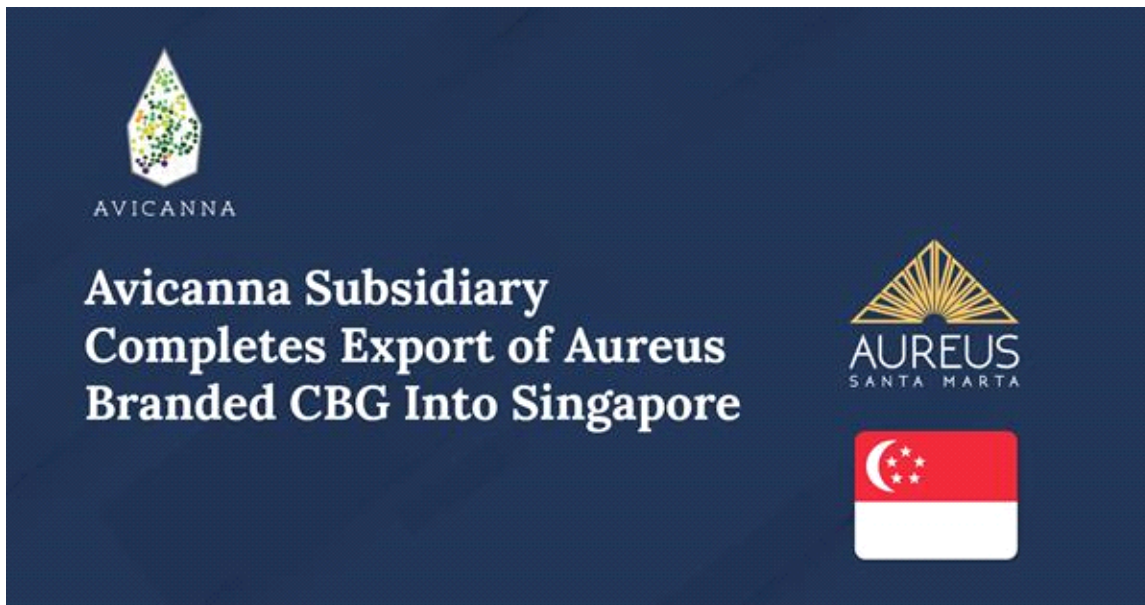 AVICANNA
Avicanna Subsidiary
Completes Export of Aureus
Branded CBG Into Singapore
AUREUS
SANTA MARTA